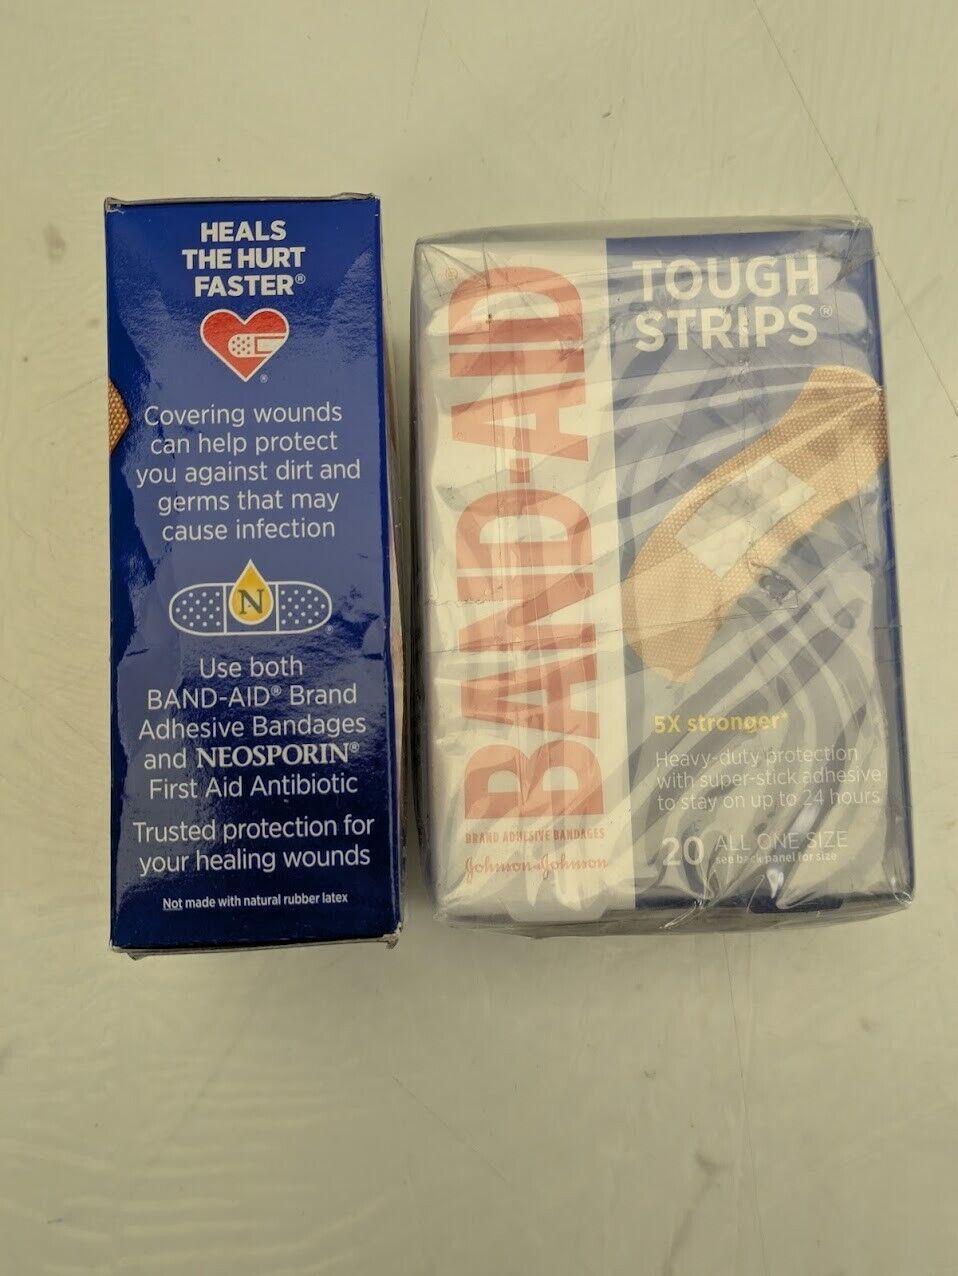 HEALS
THE HURT
FASTER®
®
Covering wounds
can help protect
you against dirt and
germs that may
cause infection
N
®
Use both
BAND-AID® Brand
Adhesive Bandages
and NEOSPORIN®
First Aid Antibiotic
Trusted protection for
your healing wounds
Not made with natural rubber latex
BAND-AID®
BRAND ADHESIVE BANDAGES
Johnson & Johnson
TOUGH
STRIPS®
5X stronger*
Heavy-duty protection
with super-stick adhesive
to stay on up to 24 hours
20 ALL ONE SIZE
see back panel for size